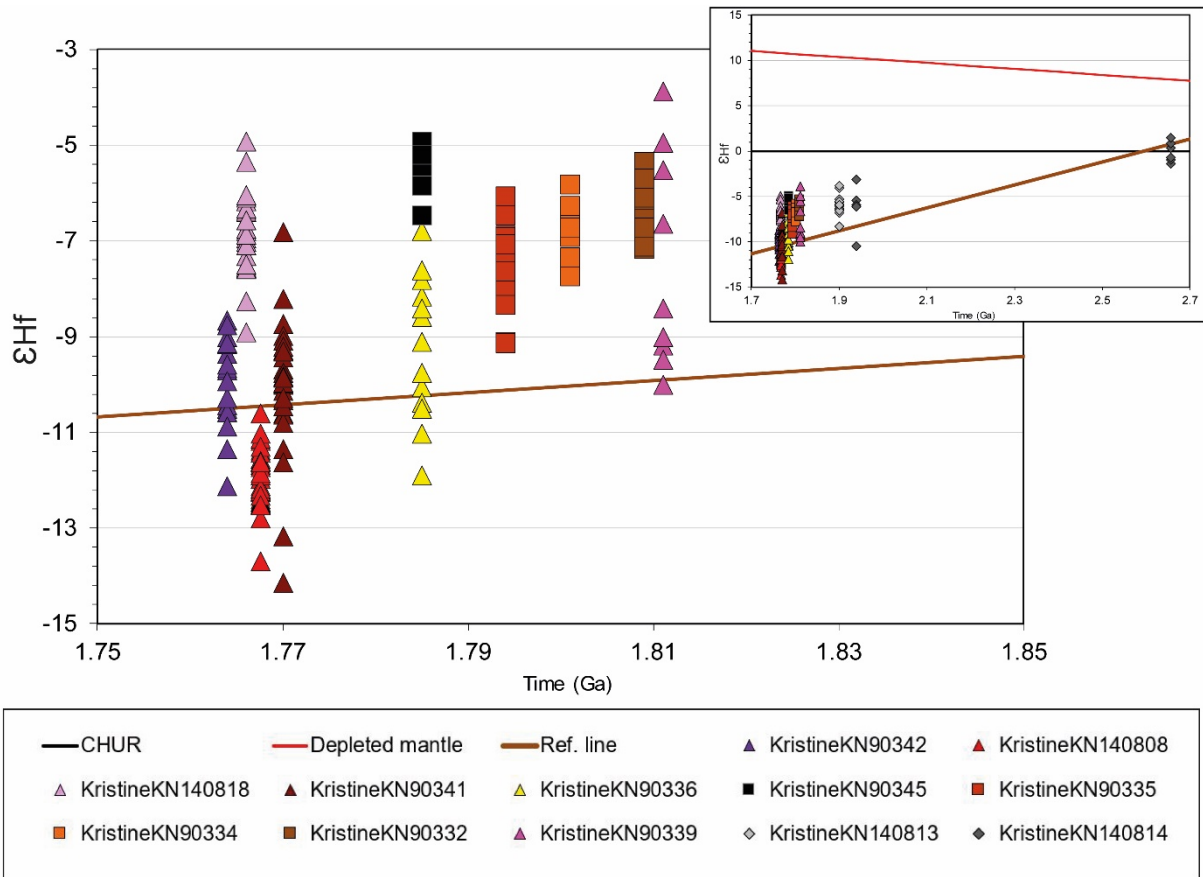 -3
-5
-7
-9
-11
-13
-15
εHf
1.75 1.77 1.79 1.81 1.83 1.85
Time (Ga)
15
10
5
0
-5
-10
-15
εHf
1.7 1.9 2.1 2.3 2.5 2.7
Time (Ga)
CHUR Depleted mantle Ref. line KristineKN90342 KristineKN140808
KristineKN140818 KristineKN90341 KristineKN90336 KristineKN90345 KristineKN90335
KristineKN90334 KristineKN90332 KristineKN90339 KristineKN140813 KristineKN140814